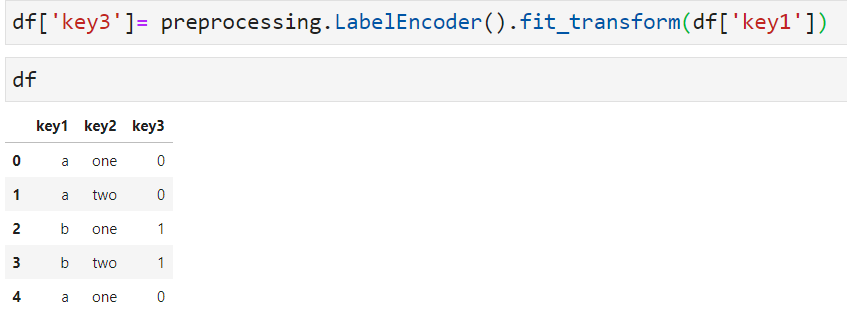 df['key3']= preprocessing.LabelEncoder().fit_transform(df['key1'])
df
key1 key2 key3
0 a one 0
1 a two 0
2 b one 1
3 b two 1
4 a one 0